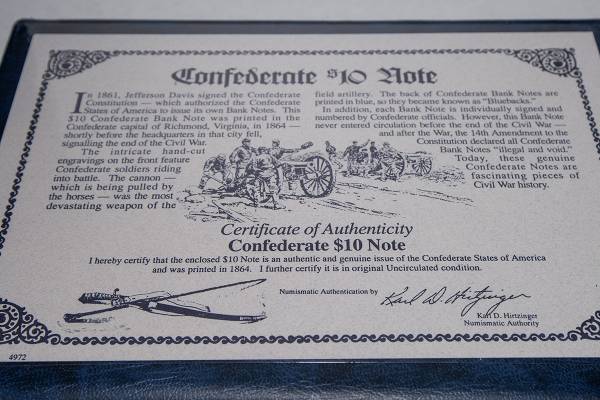 Confederate $10 Note
In 1861, Jefferson Davis signed the Confederate
Constitution — which authorized the Confederate
States of America to issue its own Bank Notes. This
$10 Confederate Bank Note was printed in the
Confederate capital of Richmond, Virginia, in 1864 —
shortly before the headquarters in that city fell,
signalling the end of the Civil War.
The intricate hand-cut
engravings on the front feature
Confederate soldiers riding
into battle. The cannon —
which is being pulled by
the horses — was the most
devastating weapon of the
field artillery. The back of Confederate Bank Notes are
printed in blue, so they became known as "Bluebacks."
In addition, each Bank Note is individually signed and
numbered by Confederate officials. However, this Bank Note
never entered circulation before the end of the Civil War —
and after the War, the 14th Amendment to the
Constitution declared all Confederate
Bank Notes "illegal and void."
Today, these genuine
Confederate Notes are
fascinating pieces of
Civil War history.
Certificate of Authenticity
Confederate $10 Note
I hereby certify that the enclosed $10 Note is an authentic and genuine issue of the Confederate States of America
and was printed in 1864. I further certify it is in original Uncirculated condition.
Numismatic Authentication by Karl D. Hirtzinger
Karl D. Hirtzinger
Numismatic Authority
4972